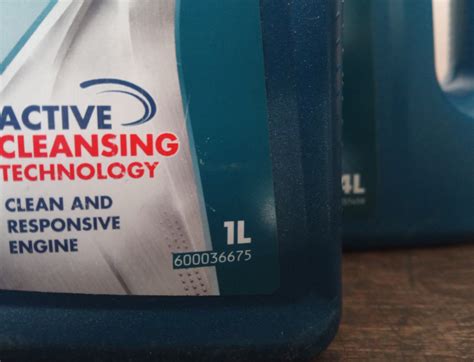 ACTIVE
CLEANSING
TECHNOLOGY
CLEAN AND
RESPONSIVE
ENGINE
1L
600036675
4L